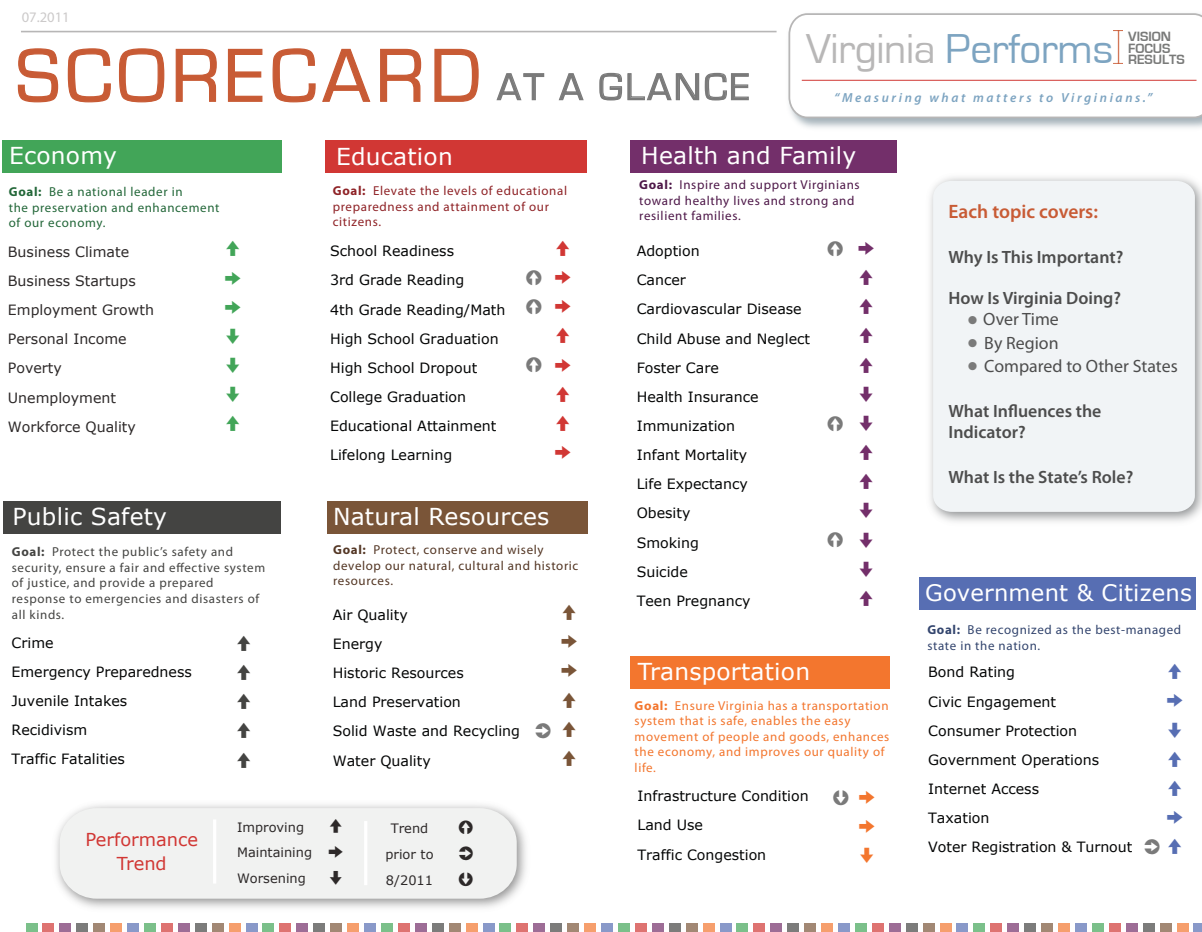 07.2011
SCORECARD AT A GLANCE
Virginia Performs
VISION
FOCUS
RESULTS
“Measuring what matters to Virginians.”
Economy
Goal: Be a national leader in
the preservation and enhancement
of our economy.
Business Climate
Business Startups
Employment Growth
Personal Income
Poverty
Unemployment
Workforce Quality
Education
Goal: Elevate the levels of educational
preparedness and attainment of our
citizens.
School Readiness
3rd Grade Reading
4th Grade Reading/Math
High School Graduation
High School Dropout
College Graduation
Educational Attainment
Lifelong Learning
Health and Family
Goal: Inspire and support Virginians
toward healthy lives and strong and
resilient families.
Adoption
Cancer
Cardiovascular Disease
Child Abuse and Neglect
Foster Care
Health Insurance
Immunization
Infant Mortality
Life Expectancy
Obesity
Smoking
Suicide
Teen Pregnancy
Each topic covers:
Why Is This Important?
How Is Virginia Doing?
● Over Time
● By Region
● Compared to Other States
What Influences the
Indicator?
What Is the State’s Role?
Public Safety
Goal: Protect the public’s safety and
security, ensure a fair and effective system
of justice, and provide a prepared
response to emergencies and disasters of
all kinds.
Crime
Emergency Preparedness
Juvenile Intakes
Recidivism
Traffic Fatalities
Natural Resources
Goal: Protect, conserve and wisely
develop our natural, cultural and historic
resources.
Air Quality
Energy
Historic Resources
Land Preservation
Solid Waste and Recycling
Water Quality
Transportation
Goal: Ensure Virginia has a transportation
system that is safe, enables the easy
movement of people and goods, enhances
the economy, and improves our quality of
life.
Infrastructure Condition
Land Use
Traffic Congestion
Government & Citizens
Goal: Be recognized as the best-managed
state in the nation.
Bond Rating
Civic Engagement
Consumer Protection
Government Operations
Internet Access
Taxation
Voter Registration & Turnout
Performance
Trend
Improving
Maintaining
Worsening
Trend
prior to
8/2011